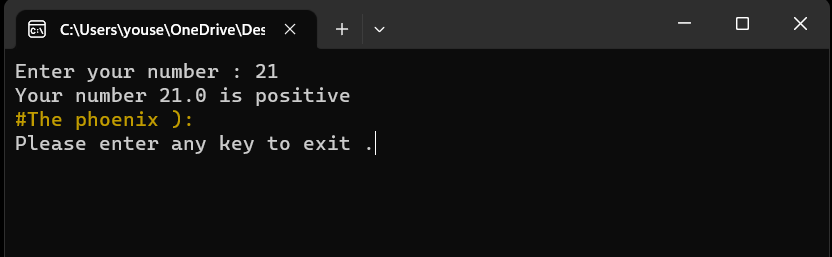 C:\Users\youse\OneDrive\Des
Enter your number : 21
Your number 21.0 is positive
#The phoenix ):
Please enter any key to exit .